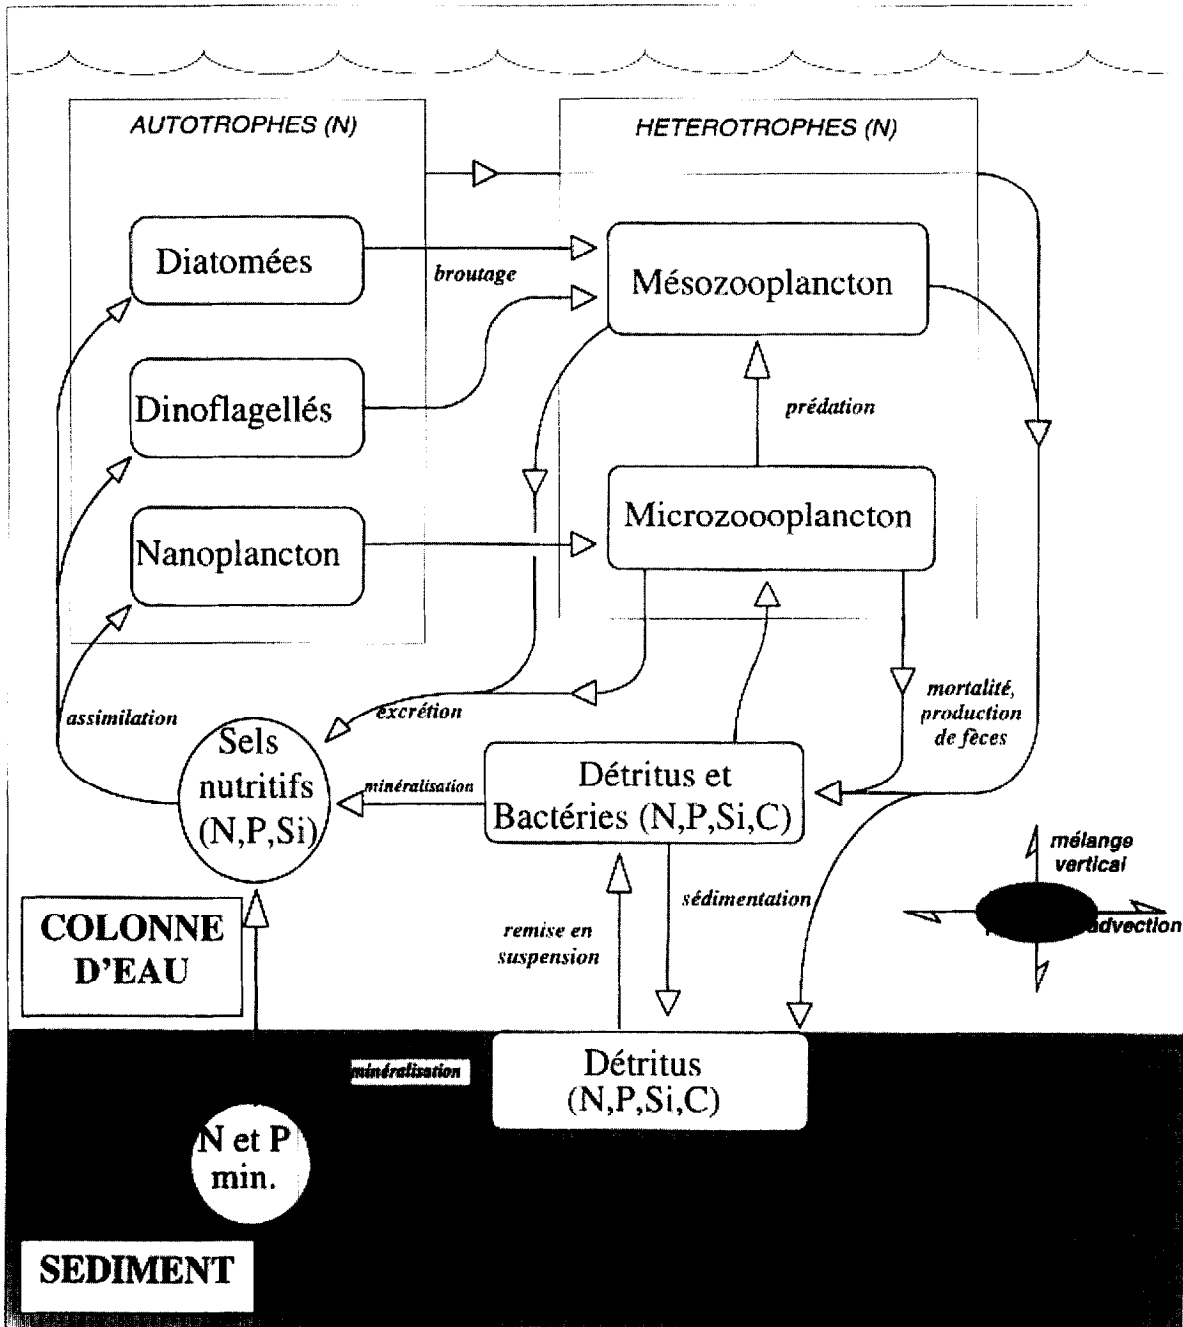 AUTOTROPHES (N)
HETEROTROPHES (N)
Diatomées
broutage
Mésozooplancton
Dinoflagellés
prédation
Microzoooplancton
Nanoplancton
assimilation
excrétion
mortalité,
production
de fèces
Sels
nutritifs
(N,P,Si)
minéralisation
Détritus et
Bactéries (N,P,Si,C)
mélange
vertical
advection
sédimentation
remise en
suspension
COLONNE
D'EAU
minéralisation
Détritus
(N,P,Si,C)
N et P
min.
SEDIMENT